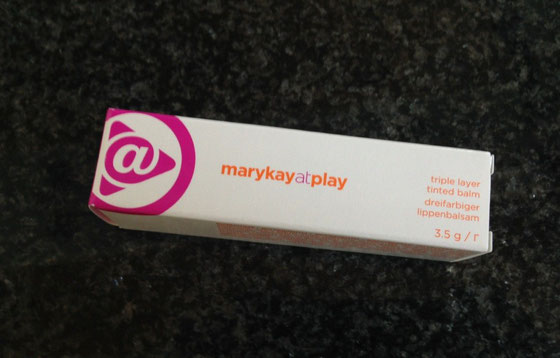 @
marykayatplay
triple layer
tinted balm
dreifarbiger
lippenbalsam
3.5 g / г